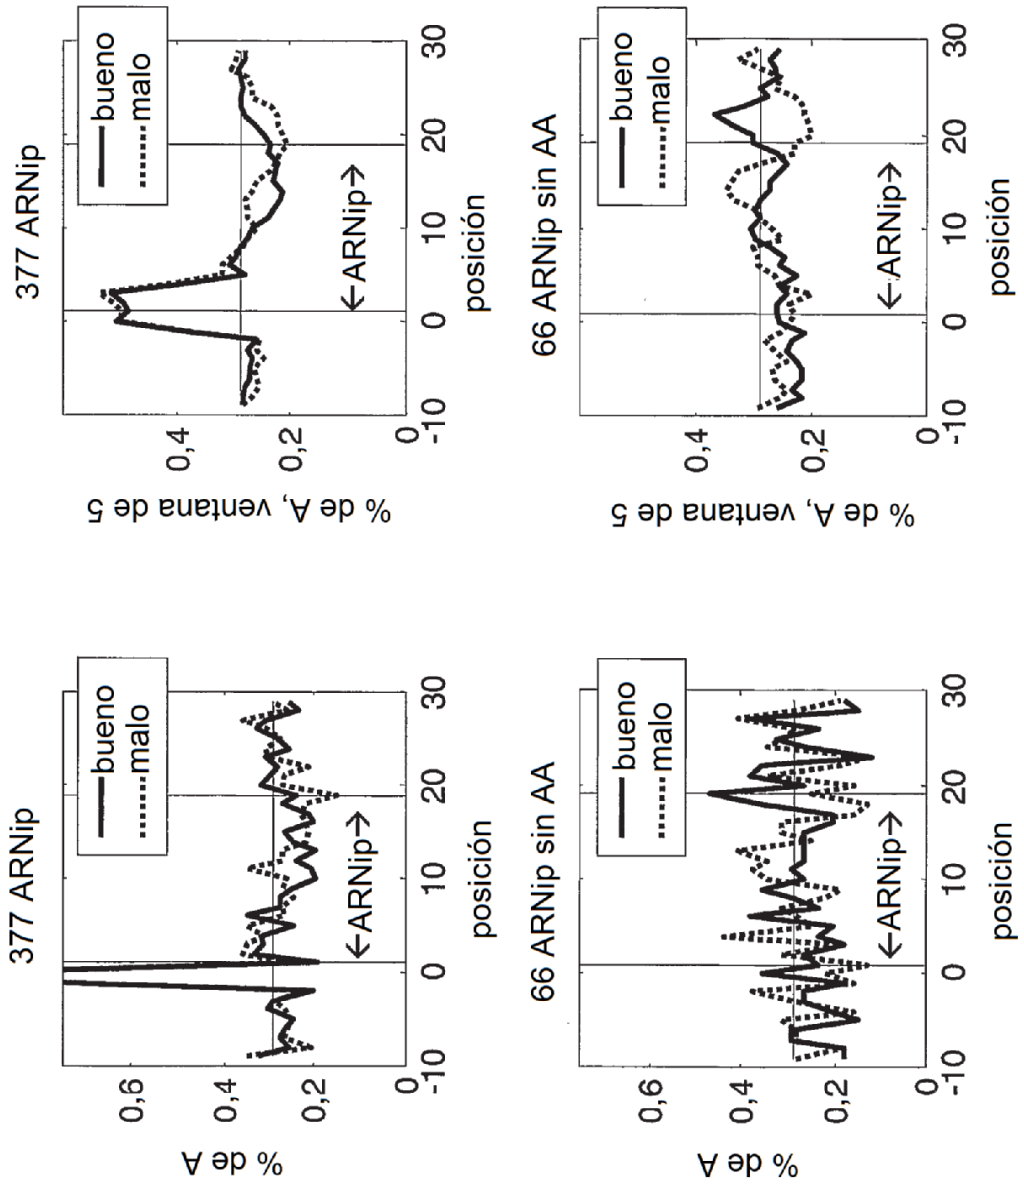 377 ARNip
% de A
0,6
0,4
0,2
0
bueno
malo
←ARNip→
-10 0 10 20 30
posición
377 ARNip
% de A, ventana de 5
0,4
0,2
0
bueno
malo
←ARNip→
-10 0 10 20 30
posición
66 ARNip sin AA
% de A
0,6
0,4
0,2
0
bueno
malo
←ARNip→
-10 0 10 20 30
posición
66 ARNip sin AA
% de A, ventana de 5
0,4
0,2
0
bueno
malo
←ARNip→
-10 0 10 20 30
posición